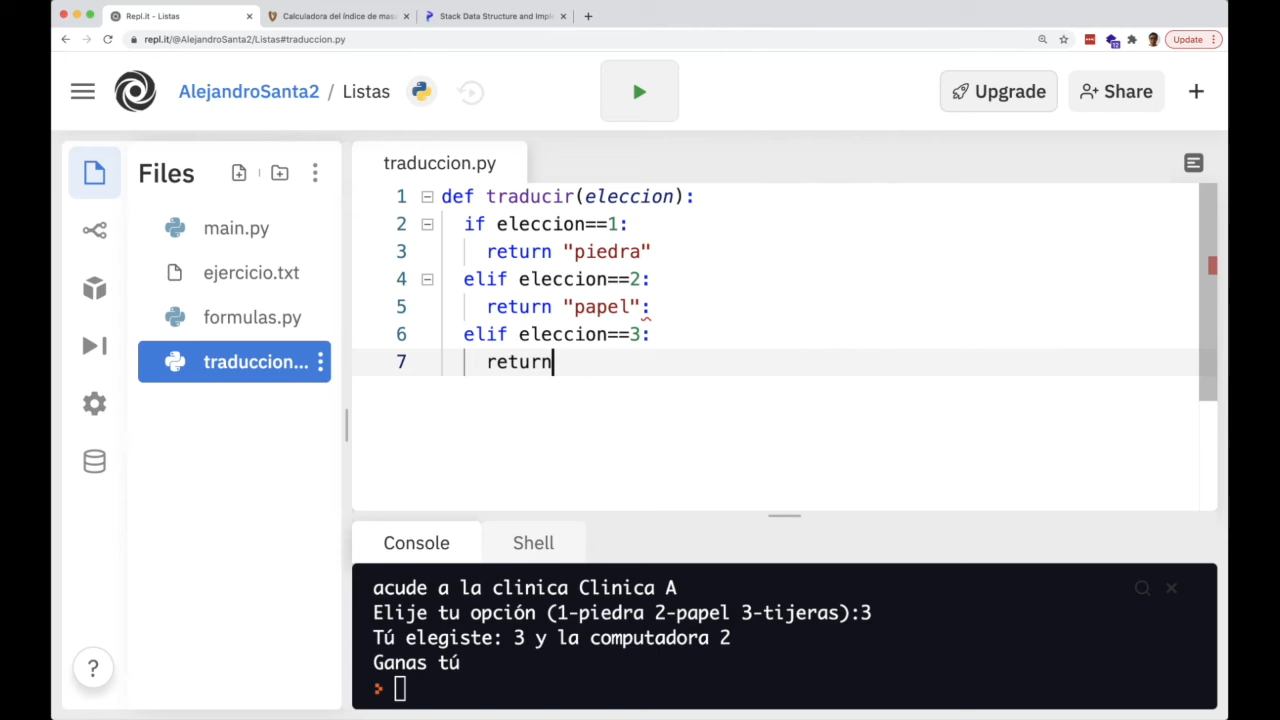 Repl.it - Listas
Calculadora del índice de mas
Stack Data Structure and Imple
repl.it/@AlejandroSanta2/Listas#traduccion.py
12
Update
AlejandroSanta2 / Listas
Upgrade
Share
Files
main.py
ejercicio.txt
formulas.py
traduccion...
traduccion.py
1 def traducir(eleccion):
2 if eleccion==1:
3 return "piedra"
4 elif eleccion==2:
5 return "papel":
6 elif eleccion==3:
7 return
Console
Shell
acude a la clinica Clinica A
Elije tu opción (1-piedra 2-papel 3-tijeras):3
Tú elegiste: 3 y la computadora 2
Ganas tú
?